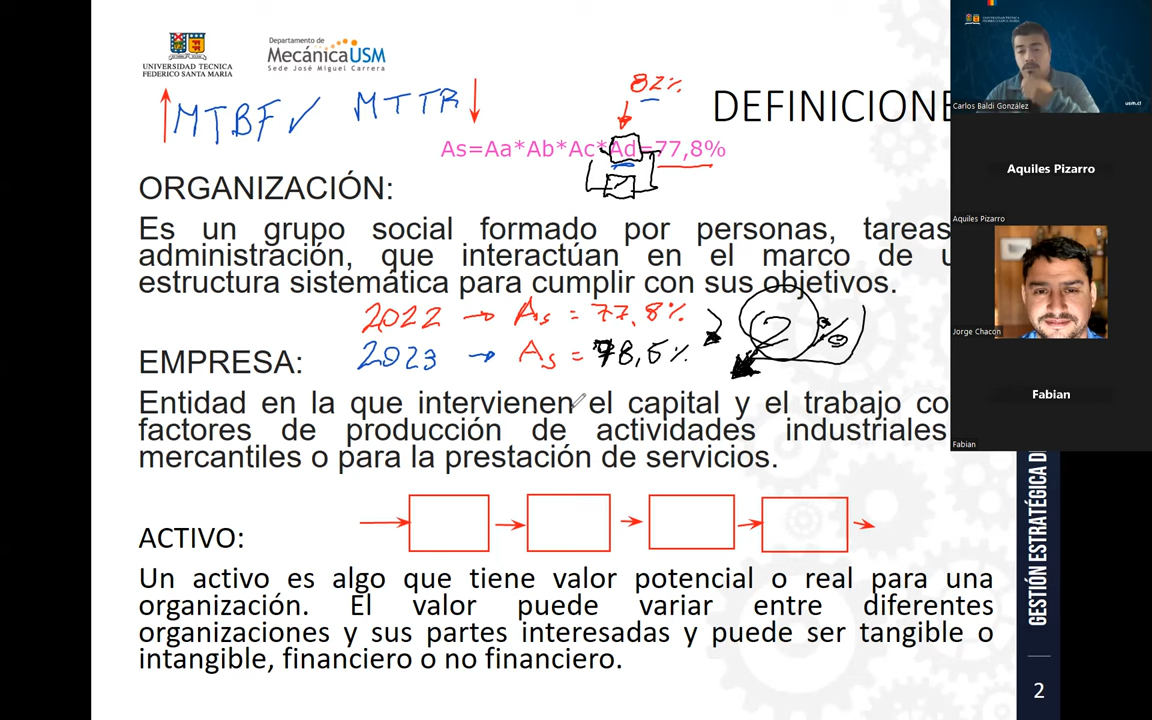 UNIVERSIDAD TECNICA
FEDERICO SANTA MARIA
Departamento de
MecánicaUSM
Sede José Miguel Carrera
MTBF ✓ MTTR
82%
DEFINICIONE
As=Aa*Ab*Ac*Ad=77,8%
ORGANIZACIÓN:
Es un grupo social formado por personas, tareas
administración, que interactúan en el marco de u
estructura sistemática para cumplir con sus objetivos.
2022 → As = 77,8%
2%
EMPRESA:
2023 → As = 78,5%
Entidad en la que intervienen el capital y el trabajo co
factores de producción de actividades industriales
mercantiles o para la prestación de servicios.
ACTIVO:
Un activo es algo que tiene valor potencial o real para una
organización. El valor puede variar entre diferentes
organizaciones y sus partes interesadas y puede ser tangible o
intangible, financiero o no financiero.
GESTIÓN ESTRATÉGICA D
2
usm.cl
Carlos Baldi González
Aquiles Pizarro
Aquiles Pizarro
Jorge Chacon
Fabian
Fabian